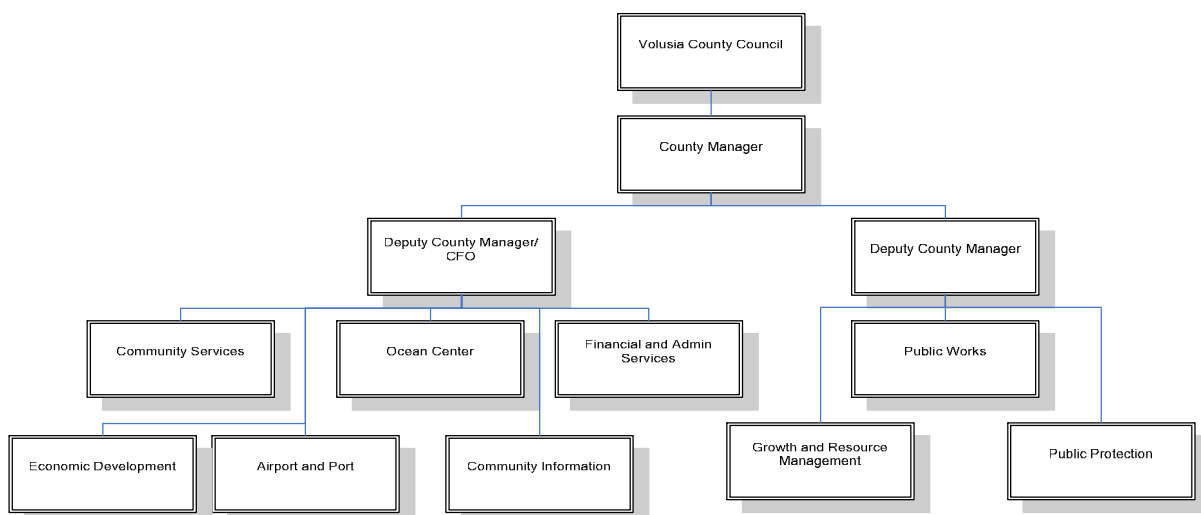 Volusia County Council
County Manager
Deputy County Manager/
CFO
Deputy County Manager
Community Services
Ocean Center
Financial and Admin
Services
Public Works
Economic Development
Airport and Port
Community Information
Growth and Resource
Management
Public Protection